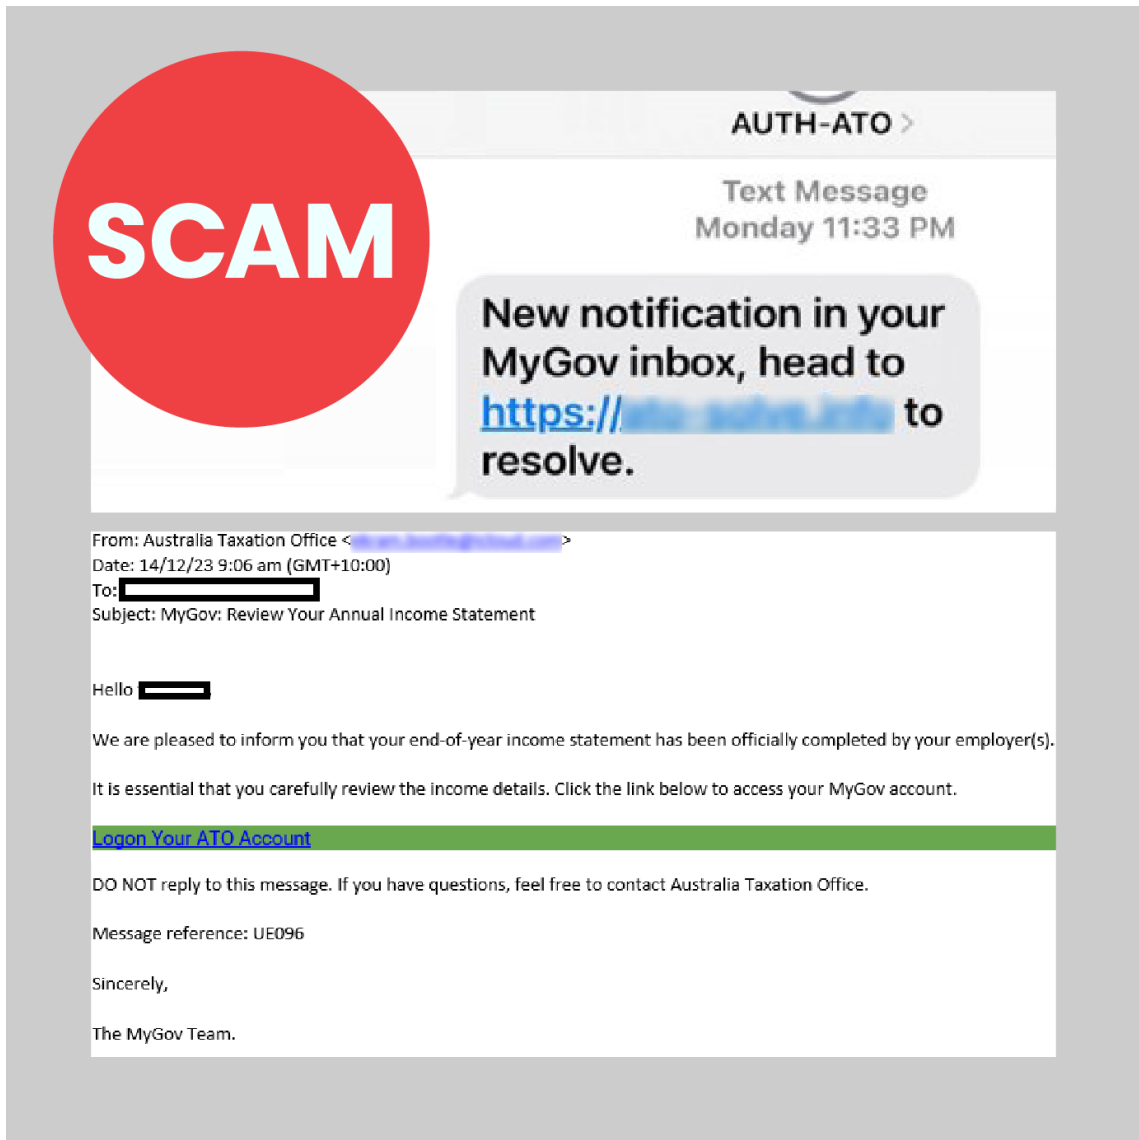 SCAM
AUTH-ATO >
Text Message
Monday 11:33 PM
New notification in your
MyGov inbox, head to
https:// to
resolve.
From: Australia Taxation Office < >
Date: 14/12/23 9:06 am (GMT+10:00)
To:
Subject: MyGov: Review Your Annual Income Statement
Hello
We are pleased to inform you that your end-of-year income statement has been officially completed by your employer(s).
It is essential that you carefully review the income details. Click the link below to access your MyGov account.
Logon Your ATO Account
DO NOT reply to this message. If you have questions, feel free to contact Australia Taxation Office.
Message reference: UE096
Sincerely,
The MyGov Team.